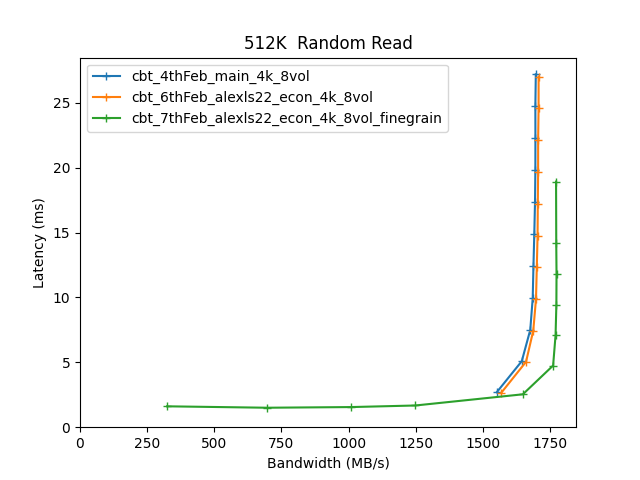 512K  Random Read
cbt_4thFeb_main_4k_8vol
cbt_6thFeb_alexls22_econ_4k_8vol
cbt_7thFeb_alexls22_econ_4k_8vol_finegrain
Latency (ms)
25
20
15
10
5
0
0 250 500 750 1000 1250 1500 1750
Bandwidth (MB/s)